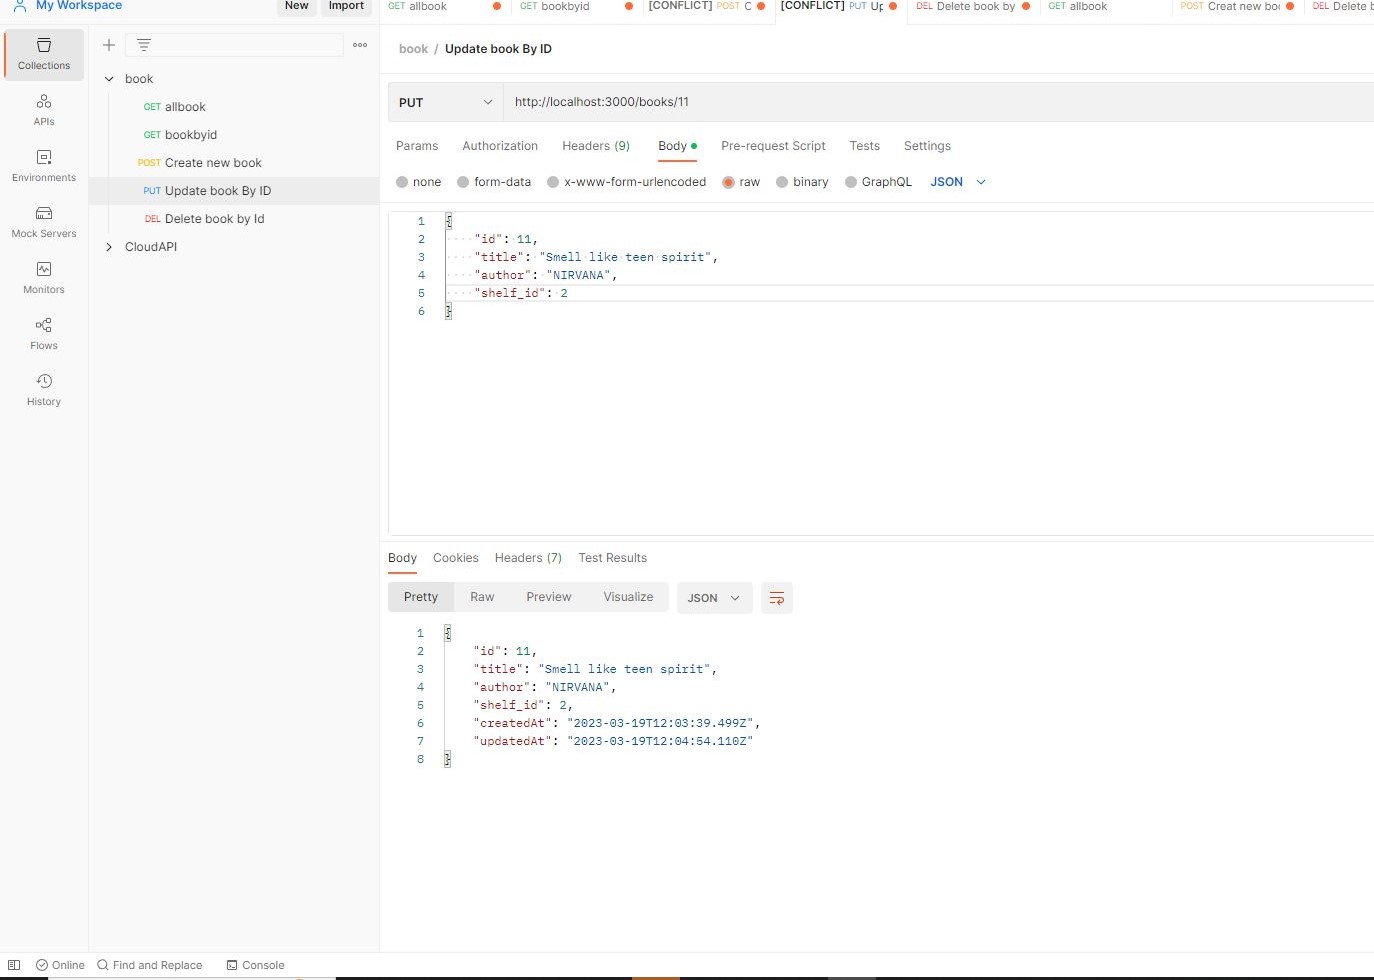 My Workspace
New
Import
GET allbook
GET bookbyid
[CONFLICT] POST C
[CONFLICT] PUT Up
DEL Delete book by
GET allbook
POST Creat new boo
DEL Delete b
Collections
APIs
Environments
Mock Servers
Monitors
Flows
History
book
GET allbook
GET bookbyid
POST Create new book
PUT Update book By ID
DEL Delete book by Id
CloudAPI
book / Update book By ID
PUT
http://localhost:3000/books/11
Params
Authorization
Headers (9)
Body
Pre-request Script
Tests
Settings
none
form-data
x-www-form-urlencoded
raw
binary
GraphQL
JSON
1 {
2 "id": 11,
3 "title": "Smell like teen spirit",
4 "author": "NIRVANA",
5 "shelf_id": 2
6 }
Body
Cookies
Headers (7)
Test Results
Pretty
Raw
Preview
Visualize
JSON
1 {
2 "id": 11,
3 "title": "Smell like teen spirit",
4 "author": "NIRVANA",
5 "shelf_id": 2,
6 "createdAt": "2023-03-19T12:03:39.499Z",
7 "updatedAt": "2023-03-19T12:04:54.110Z"
8 }
Online
Find and Replace
Console